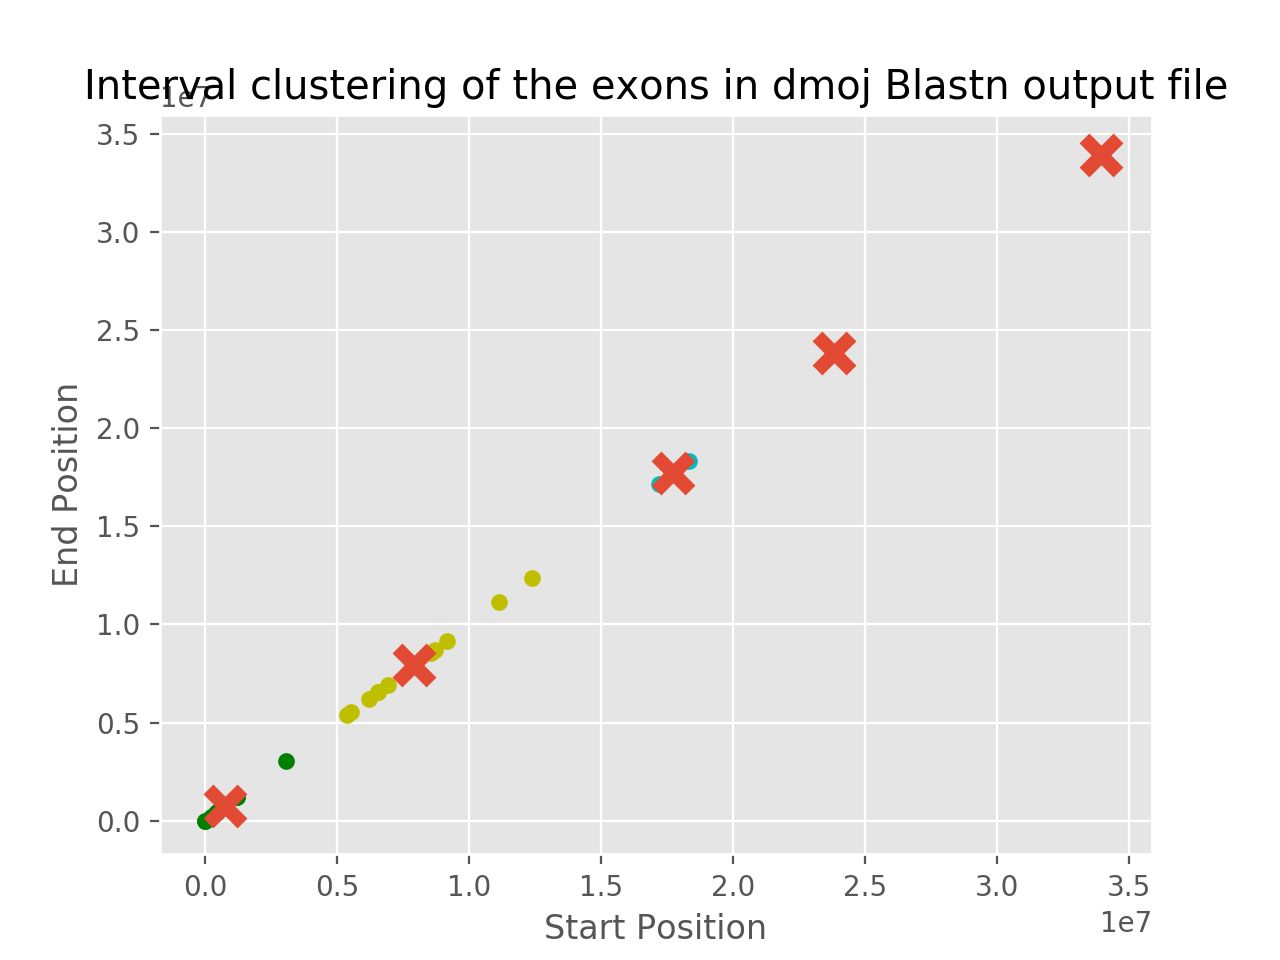 Interval clustering of the exons in dmoj Blastn output file
1e7
3.5
3.0
2.5
2.0
1.5
1.0
0.5
0.0
End Position
0.0 0.5 1.0 1.5 2.0 2.5 3.0 3.5
1e7
Start Position